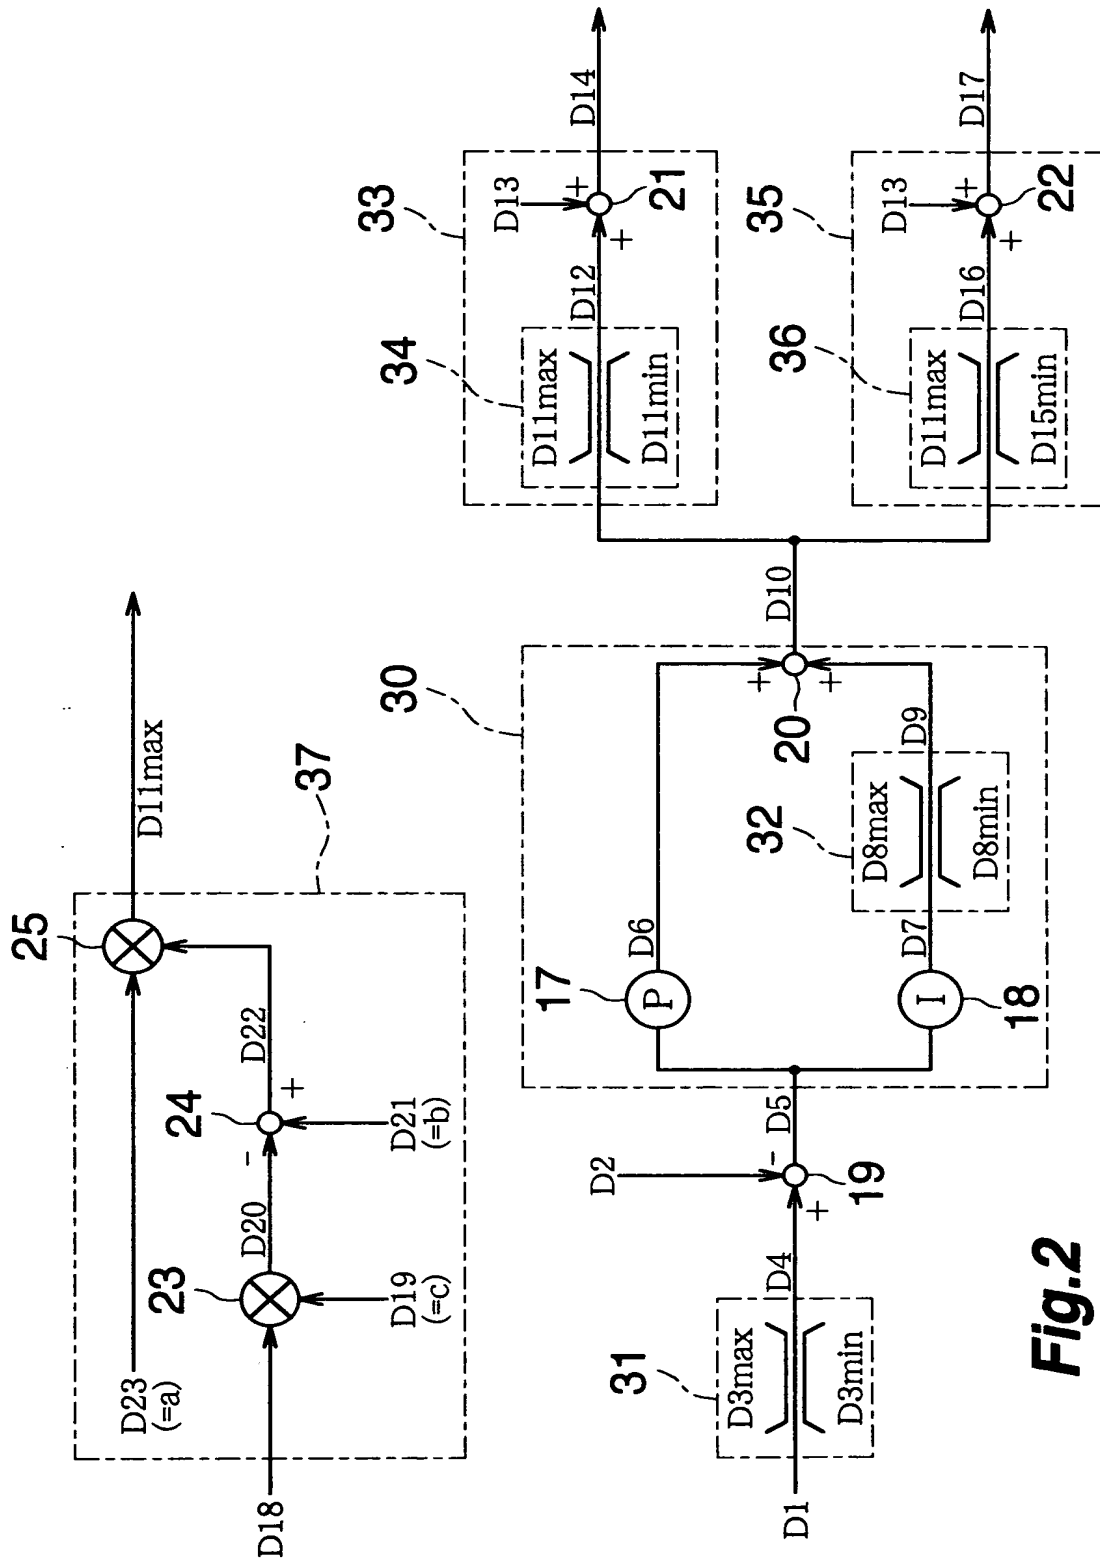 D18
D23
(=a)
23
D19
(=c)
D20
24
-
+
D21
(=b)
D22
25
37
D11max
D1
31
D3max
D3min
D4
+
19
D2
-
D5
30
17
P
D6
18
I
D7
32
D8max
D8min
D9
+
+
20
D10
33
34
D11max
D11min
D12
D13
+
+
21
D14
35
36
D11max
D15min
D16
D13
+
+
22
D17
Fig.2